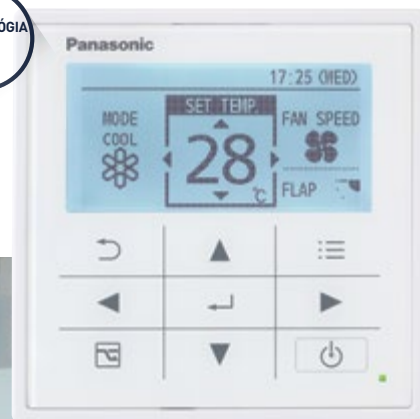 ÓGIA
Panasonic
17:25 (WED)
MODE
COOL
SET TEMP.
28
°C
FAN SPEED
FLAP